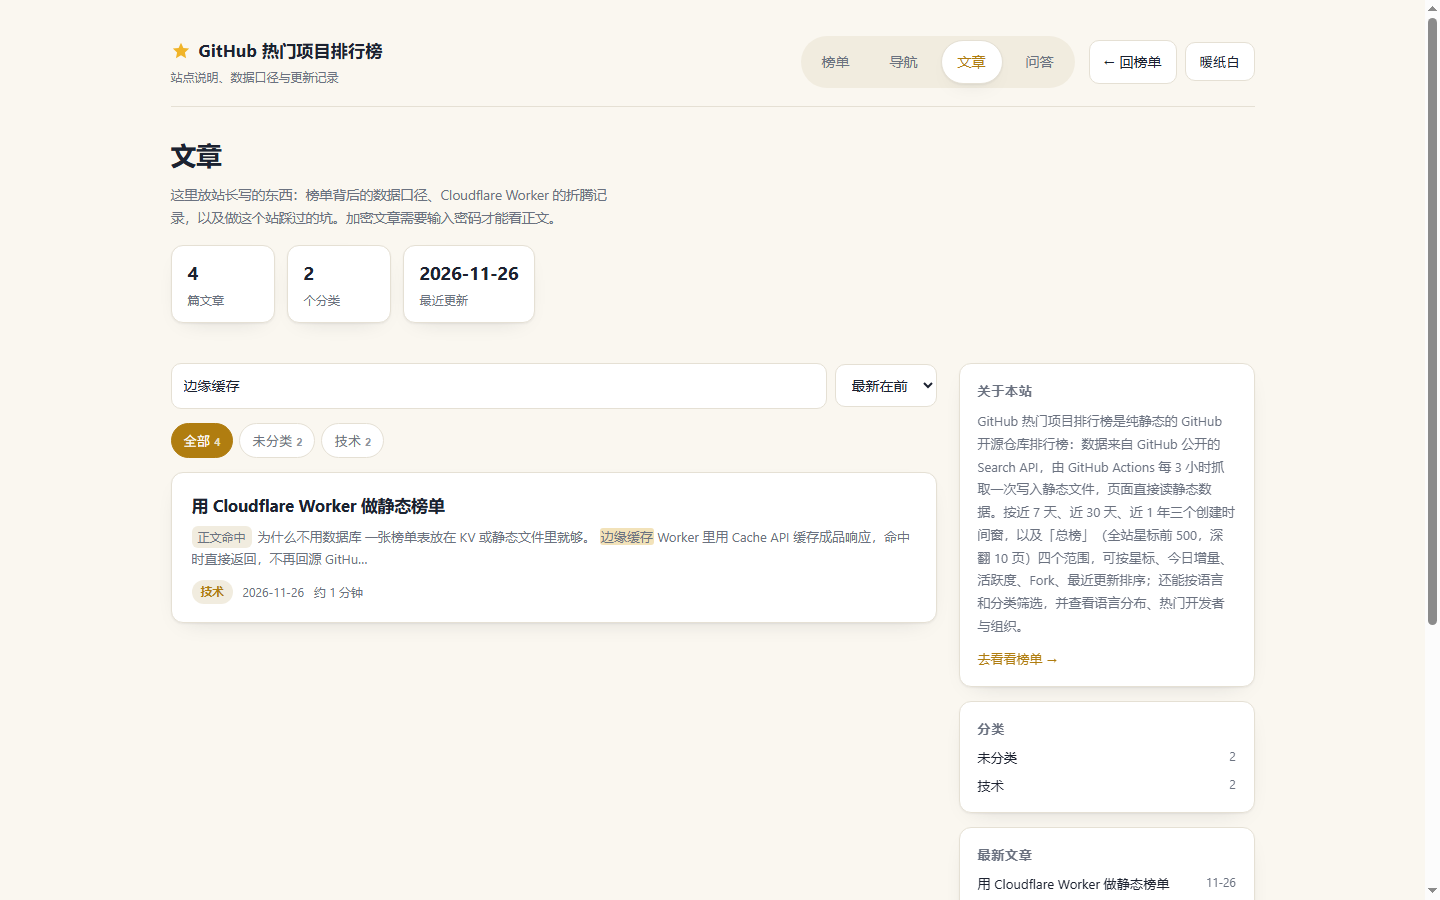 GitHub 热门项目排行榜
站点说明、数据口径与更新记录
榜单
导航
文章
问答
← 回榜单
暖纸白
文章
这里放站长写的东西：榜单背后的数据口径、Cloudflare Worker 的折腾记
录，以及做这个站踩过的坑。加密文章需要输入密码才能看正文。
4
篇文章
2
个分类
2026-11-26
最近更新
边缘缓存
最新在前
全部 4
未分类 2
技术 2
用 Cloudflare Worker 做静态榜单
正文命中 为什么不用数据库 一张榜单表放在 KV 或静态文件里就够。 边缘缓存 Worker 里用 Cache API 缓存成品响应，命中
时直接返回，不再回源 GitHu...
技术 2026-11-26 约 1 分钟
关于本站
GitHub 热门项目排行榜是纯静态的 GitHub
开源仓库排行榜：数据来自 GitHub 公开的
Search API，由 GitHub Actions 每 3 小时抓
取一次写入静态文件，页面直接读静态数
据。按近 7 天、近 30 天、近 1 年三个创建时
间窗，以及「总榜」（全站星标前 500，深
翻 10 页）四个范围，可按星标、今日增量、
活跃度、Fork、最近更新排序；还能按语言
和分类筛选，并查看语言分布、热门开发者
与组织。
去看看榜单 →
分类
未分类 2
技术 2
最新文章
用 Cloudflare Worker 做静态榜单 11-26